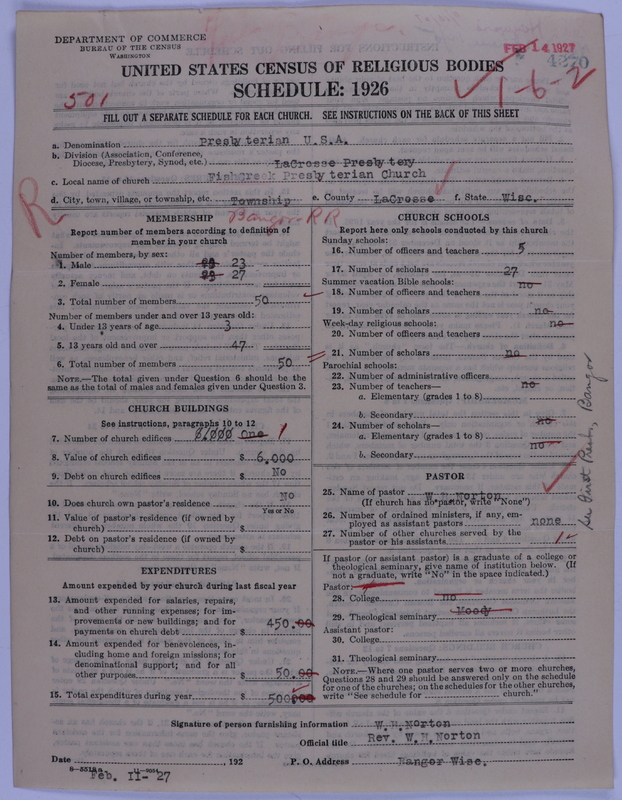 DEPARTMENT OF COMMERCE
BUREAU OF THE CENSUS
WASHINGTON
FEB 14 1927
4270
UNITED STATES CENSUS OF RELIGIOUS BODIES
SCHEDULE: 1926
501
1-6-2
FILL OUT A SEPARATE SCHEDULE FOR EACH CHURCH. SEE INSTRUCTIONS ON THE BACK OF THIS SHEET
a. Denomination Presbyterian U.S.A.
b. Division (Association, Conference,
Diocese, Presbytery, Synod, etc.) LaCrosse Presbytery
c. Local name of church Fishcreek Presbyterian Church
d. City, town, village, or township, etc. Township e. County LaCrosse f. State Wisc.
R
Bangor RR
MEMBERSHIP
Report number of members according to definition of
member in your church
Number of members, by sex:
1. Male 23
2. Female 27
3. Total number of members 50
Number of members under and over 13 years old:
4. Under 13 years of age 3
5. 13 years old and over 47
6. Total number of members 50
NOTE.—The total given under Question 6 should be the
same as the total of males and females given under Question 3.
CHURCH BUILDINGS
See instructions, paragraphs 10 to 12
7. Number of church edifices One 1
8. Value of church edifices $ 6,000
9. Debt on church edifices $ No
10. Does church own pastor's residence No
Yes or No
11. Value of pastor's residence (if owned by
church) $
12. Debt on pastor's residence (if owned by
church) $
EXPENDITURES
Amount expended by your church during last fiscal year
13. Amount expended for salaries, repairs,
and other running expenses; for im-
provements or new buildings; and for
payments on church debt $ 450.00
14. Amount expended for benevolences, in-
cluding home and foreign missions; for
denominational support; and for all
other purposes $ 50.00
15. Total expenditures during year $ 50000
CHURCH SCHOOLS
Report here only schools conducted by this church
Sunday schools:
16. Number of officers and teachers 5
17. Number of scholars 27
Summer vacation Bible schools: no
18. Number of officers and teachers
19. Number of scholars no
Week-day religious schools: no
20. Number of officers and teachers
21. Number of scholars no
Parochial schools:
22. Number of administrative officers
23. Number of teachers— no
a. Elementary (grades 1 to 8)
b. Secondary
24. Number of scholars— no
a. Elementary (grades 1 to 8)
no
b. Secondary
PASTOR
25. Name of pastor Norton
(If church has no pastor, write "None")
26. Number of ordained ministers, if any, em-
ployed as assistant pastors none
27. Number of other churches served by the
pastor or his assistants 1
If pastor (or assistant pastor) is a graduate of a college or
theological seminary, give name of institution below. (If
not a graduate, write "No" in the space indicated.)
Pastor:
28. College no
29. Theological seminary Moody
Assistant pastor:
30. College
31. Theological seminary
NOTE.—Where one pastor serves two or more churches,
Questions 28 and 29 should be answered only on the schedule
for one of the churches; on the schedules for the other churches,
write "See schedule for church."
See First Presb, Bangor
Signature of person furnishing information Norton
Official title Rev. Norton
Date , 192 P. O. Address Bangor Wisc.
Feb. 11- 27